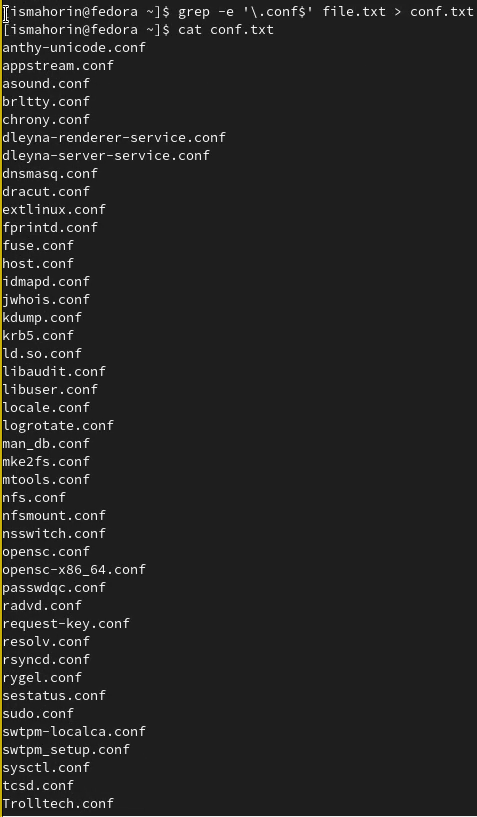 [ismahorin@fedora ~]$ grep -e '\.conf$' file.txt > conf.txt
[ismahorin@fedora ~]$ cat conf.txt
anthy-unicode.conf
appstream.conf
asound.conf
brltty.conf
chrony.conf
dleyna-renderer-service.conf
dleyna-server-service.conf
dnsmasq.conf
dracut.conf
extlinux.conf
fprintd.conf
fuse.conf
host.conf
idmapd.conf
jwhois.conf
kdump.conf
krb5.conf
ld.so.conf
libaudit.conf
libuser.conf
locale.conf
logrotate.conf
man_db.conf
mke2fs.conf
mtools.conf
nfs.conf
nfsmount.conf
nsswitch.conf
opensc.conf
opensc-x86_64.conf
passwdqc.conf
radvd.conf
request-key.conf
resolv.conf
rsyncd.conf
rygel.conf
sestatus.conf
sudo.conf
swtpm-localca.conf
swtpm_setup.conf
sysctl.conf
tcsd.conf
Trolltech.conf